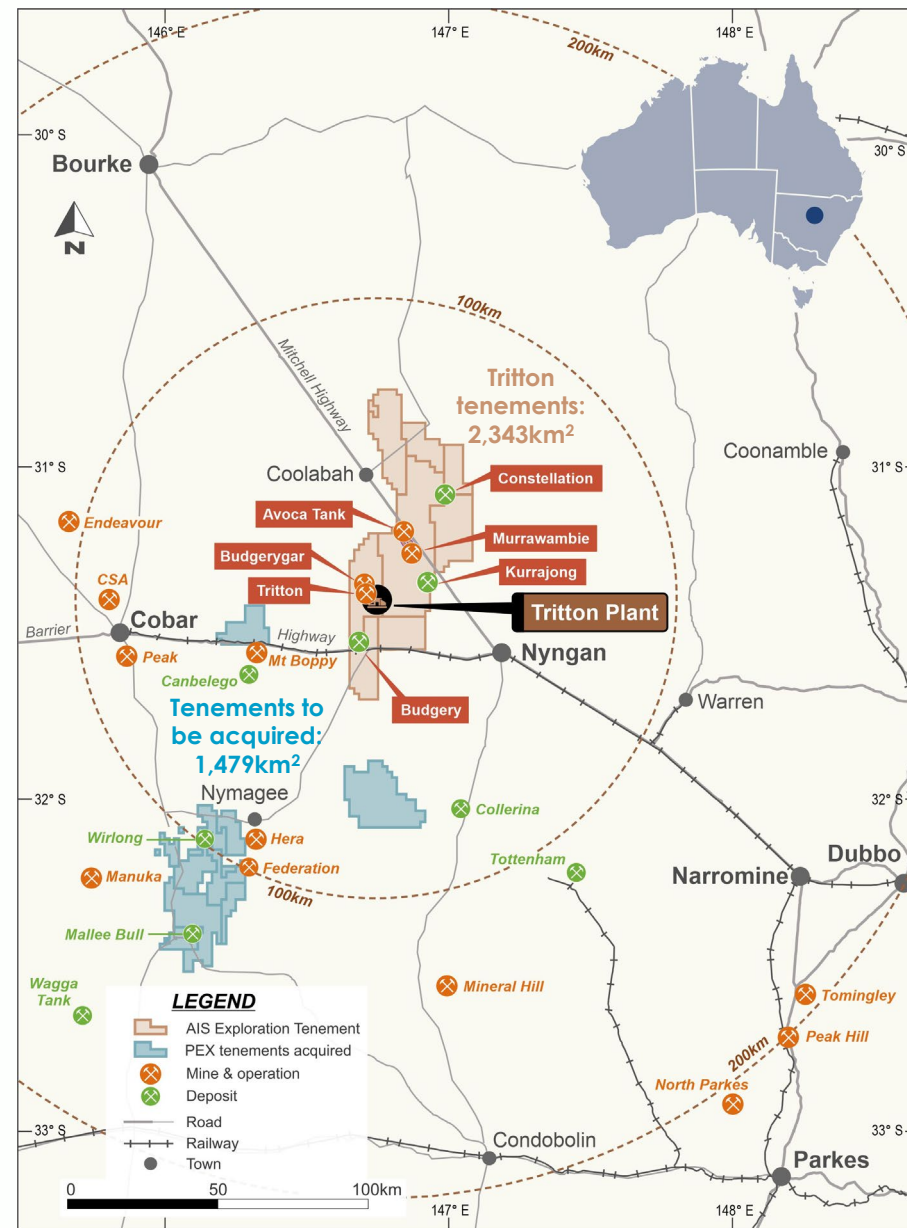 146° E
147° E
148° E
200km
30° S
30° S
Bourke
N
100km
Mitchell Highway
Tritton
tenements:
2,343km²
Coonamble
31° S
31° S
Coolabah
Constellation
Avoca Tank
Endeavour
Murrawambie
Budgerygar
Kurrajong
CSA
Tritton
Tritton Plant
Cobar
Barrier
Highway
Nyngan
Peak
Mt Boppy
Canbelego
Warren
Budgery
Tenements to
be acquired:
1,479km²
Nymagee
32° S
32° S
Collerina
Wirlong
Hera
Tottenham
Dubbo
Federation
Narromine
Manuka
100km
Mallee Bull
Wagga
Tank
Mineral Hill
Tomingley
Peak Hill
200km
North Parkes
LEGEND
AIS Exploration Tenement
PEX tenements acquired
Mine & operation
Deposit
Road
Railway
Town
0 50 100km
33° S
33° S
Condobolin
Parkes
147° E
148° E